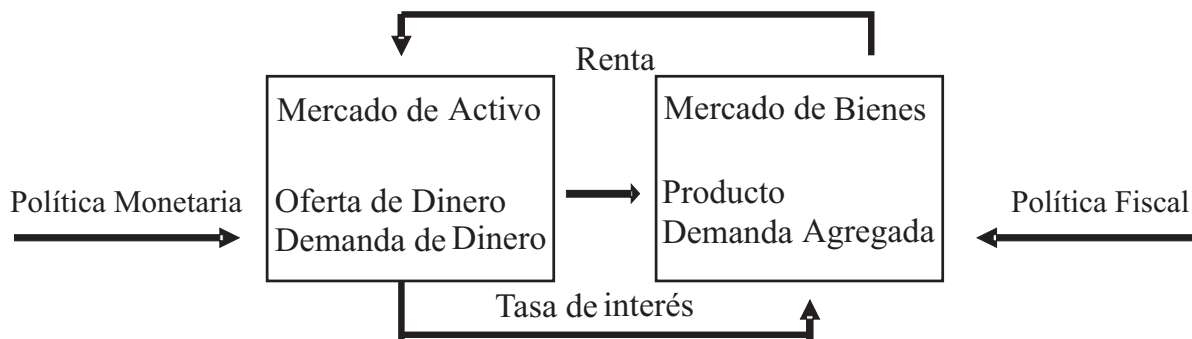 Renta
Mercado de Activo
Mercado de Bienes
Política Monetaria
Oferta de Dinero
Demanda de Dinero
Producto
Demanda Agregada
Política Fiscal
Tasa de interés